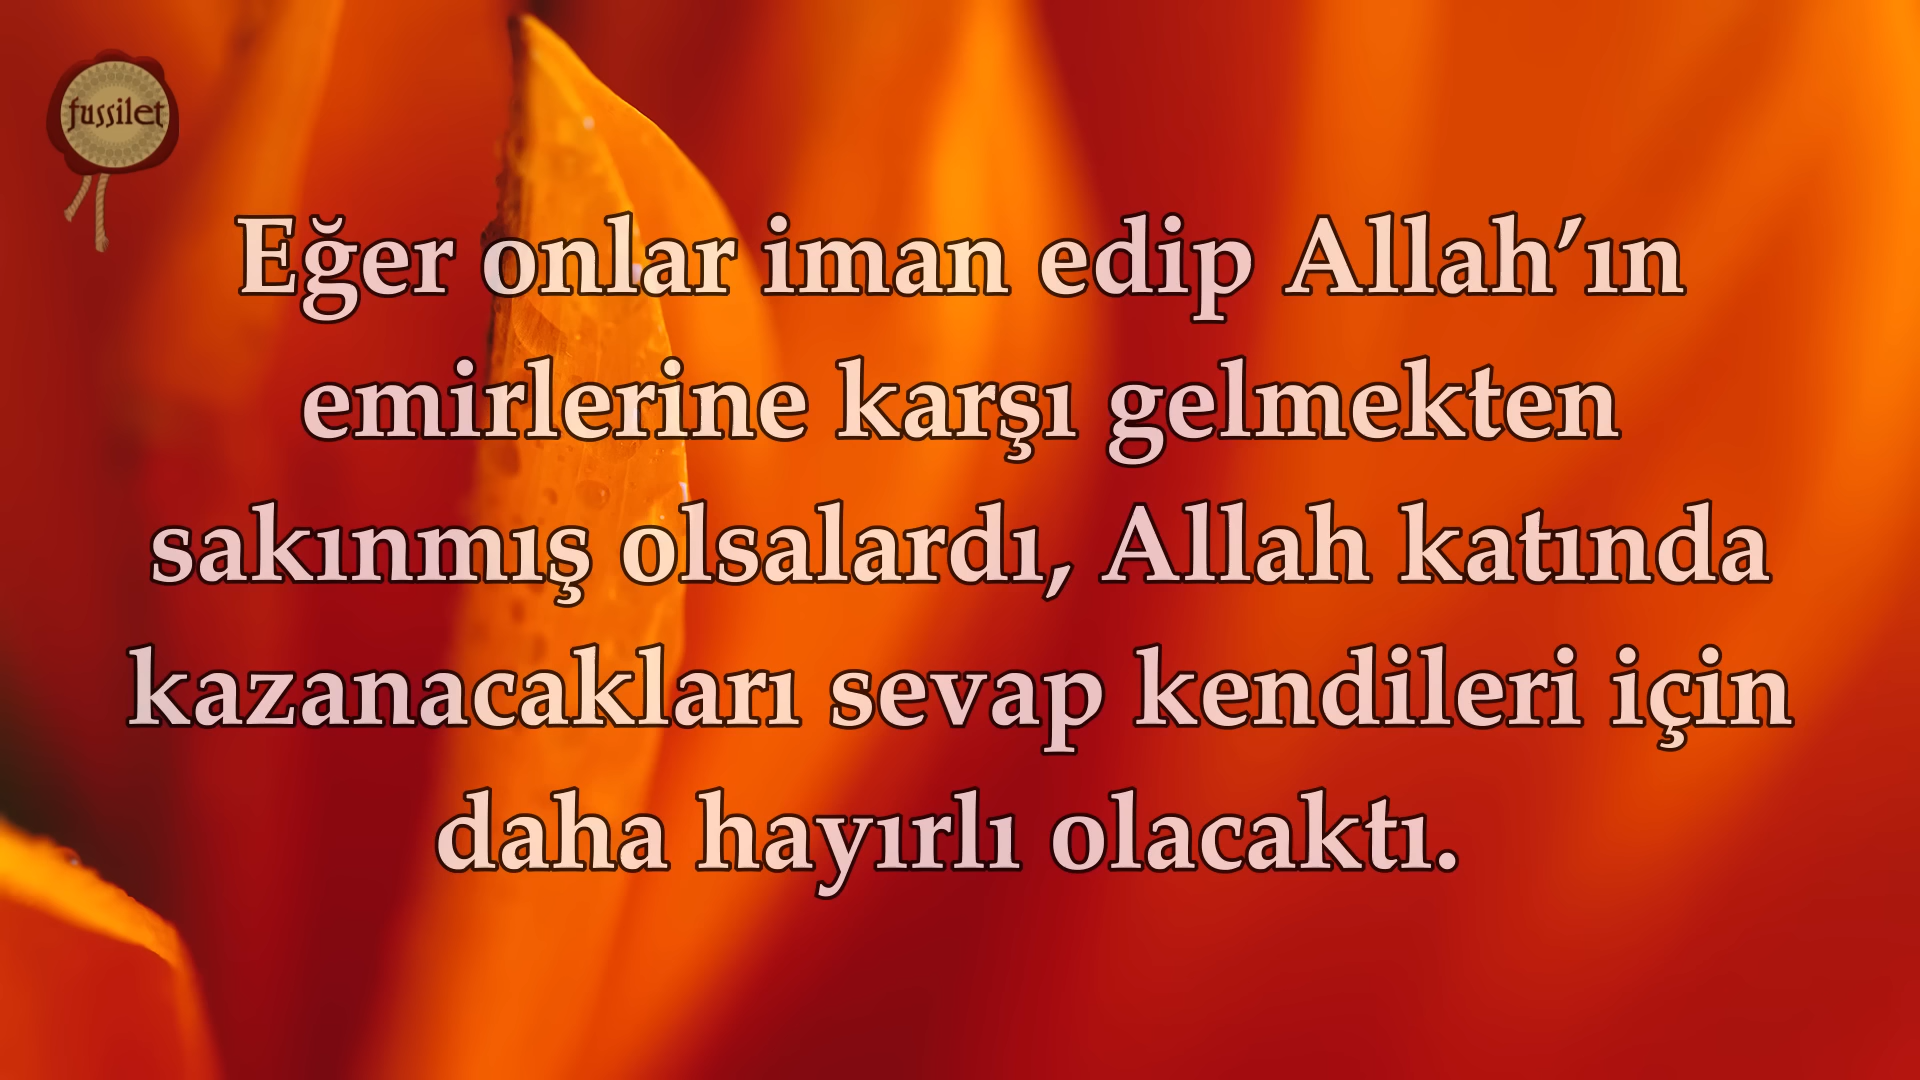 fussilet
Eğer onlar iman edip Allah’ın
emirlerine karşı gelmekten
sakınmış olsalardı, Allah katında
kazanacakları sevap kendileri için
daha hayırlı olacaktı.